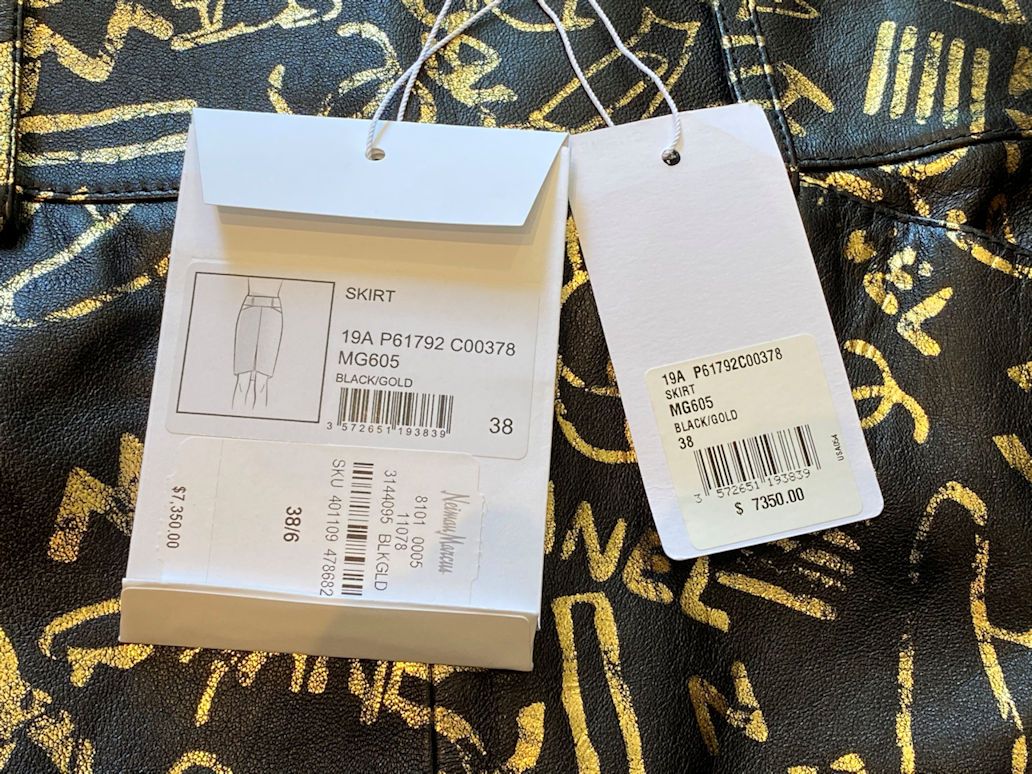 SKIRT
19A P61792 C00378
MG605
BLACK/GOLD
3 572651 193839
38
Neiman Marcus
8101 0005
11078
3144095 BLKGLD
SKU 401109 478682
38/6
$7,350.00
19A P61792C00378
SKIRT
MG605
BLACK/GOLD
38
3 572651 193839
USA054
$ 7350.00